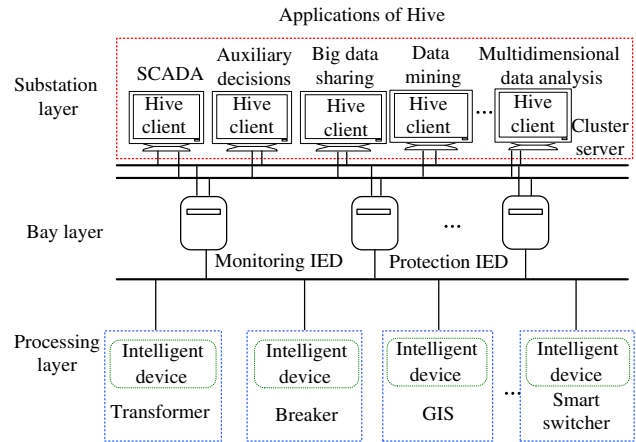 Applications of Hive
Substation
layer
SCADA
Auxiliary
decisions
Big data
sharing
Data
mining
Multidimensional
data analysis
Hive
client
Hive
client
Hive
client
Hive
client
...
Hive
client
Cluster
server
Bay layer
...
Monitoring IED
Protection IED
Processing
layer
Intelligent
device
Transformer
Intelligent
device
Breaker
Intelligent
device
GIS
...
Intelligent
device
Smart
switcher